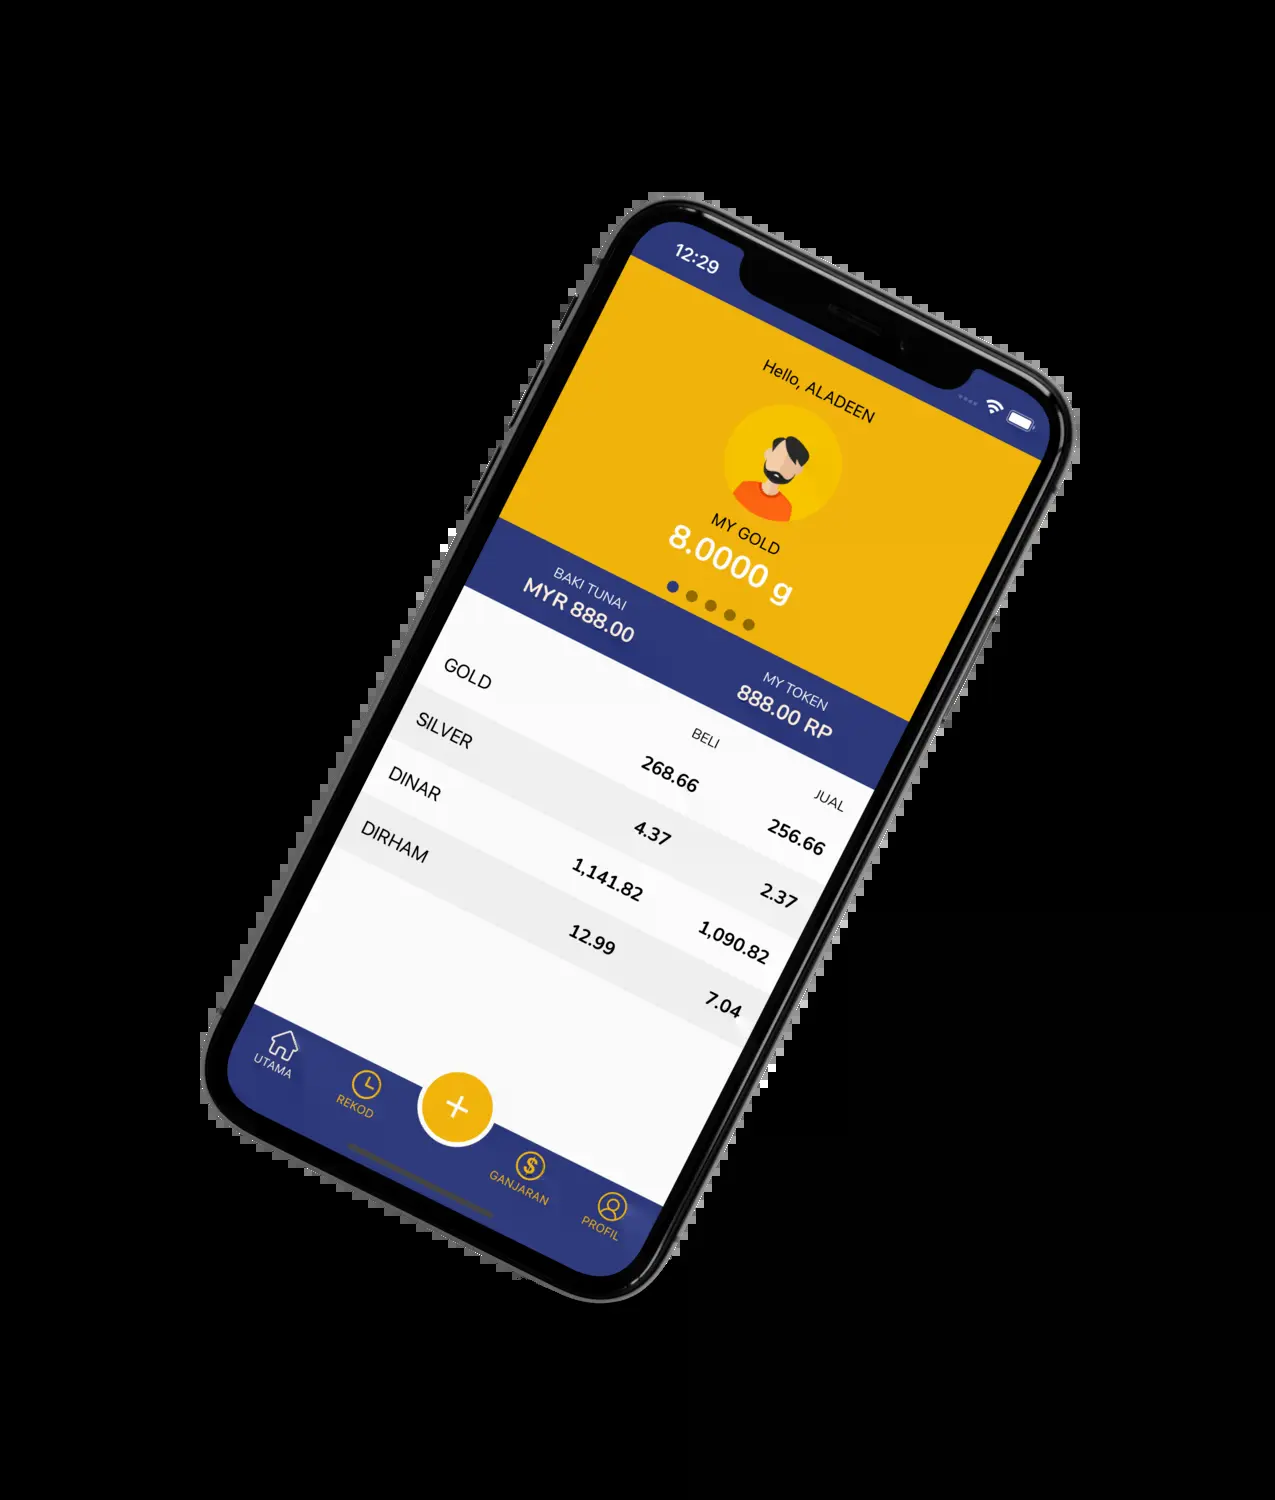 12:29
Hello, ALADEEN
MY GOLD
8.0000 g
BAKI TUNAI
MYR 888.00
MY TOKEN
888.00 RP
BELI
JUAL
GOLD 268.66 256.66
SILVER 4.37 2.37
DINAR 1,141.82 1,090.82
DIRHAM 12.99 7.04
UTAMA
REKOD
+
GANJARAN
PROFIL